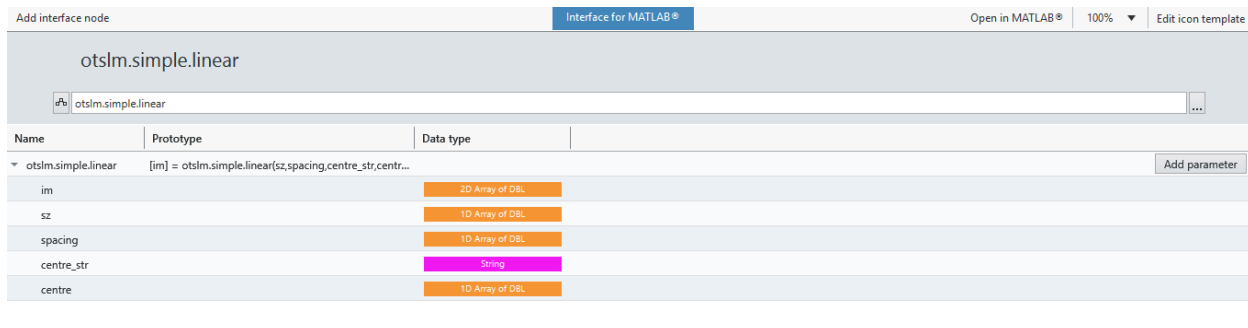 Add interface node Interface for MATLAB® Open in MATLAB® 100% Edit icon template
otslm.simple.linear
otslm.simple.linear ...
Name Prototype Data type
otslm.simple.linear [im] = otslm.simple.linear(sz,spacing,centre_str,centr... Add parameter
im 2D Array of DBL
sz 1D Array of DBL
spacing 1D Array of DBL
centre_str String
centre 1D Array of DBL